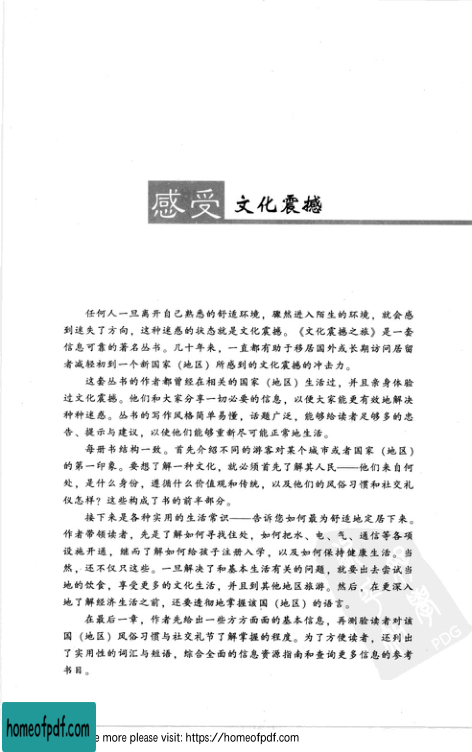 感受 文化震撼
任何人一旦离开自己熟悉的舒适环境，骤然进入陌生的环境，就会感
到迷失了方向，这种迷惑的状态就是文化震撼。《文化震撼之旅》是一套
信息可靠的著名丛书。几十年来，一直都有助于移居国外或长期访问居留
者减轻初到一个新国家（地区）所感到的文化震撼的冲击力。
这套丛书的作者都曾经在相关的国家（地区）生活过，并且亲身体验
过文化震撼。他们和大家分享一切必要的信息，以便大家能更有效地解决
种种迷惑。丛书的写作风格简单易懂，话题广泛，能够给读者足够多的忠
告、提示与建议，以使他们能够重新尽可能正常地生活。
每册书结构一致。首先介绍不同的游客对某个城市或者国家（地区）
的第一印象。要想了解一种文化，就必须首先了解其人民——他们来自何
处，是什么身份，遵循什么价值观和传统，以及他们的风俗习惯和社交礼
仪怎样？这些构成了书的前半部分。
接下来是各种实用的生活常识——告诉您如何最为舒适地定居下来。
作者带领读者，先是了解如何寻找住处，如何把水、电、气、通信等各项
设施开通，继而了解如何给孩子注册入学，以及如何保持健康生活。当
然，还不仅只这些。一旦解决了和基本生活有关的问题，就要出去尝试当
地的饮食，享受更多的文化生活，并且到其他地区旅游。然后，在更深入
地了解经济生活之前，还要透彻地掌握该国（地区）的语言。
在最后一章，作者先给出一些方方面面的基本信息，再测验读者对该
国（地区）风俗习惯与社交礼节了解掌握的程度。为了方便读者，还列出
了实用性的词汇与短语，综合全面的信息资源指南和查询更多信息的参考
书目。
PDG
homeofpdf.com
e more please visit: https://homeofpdf.com